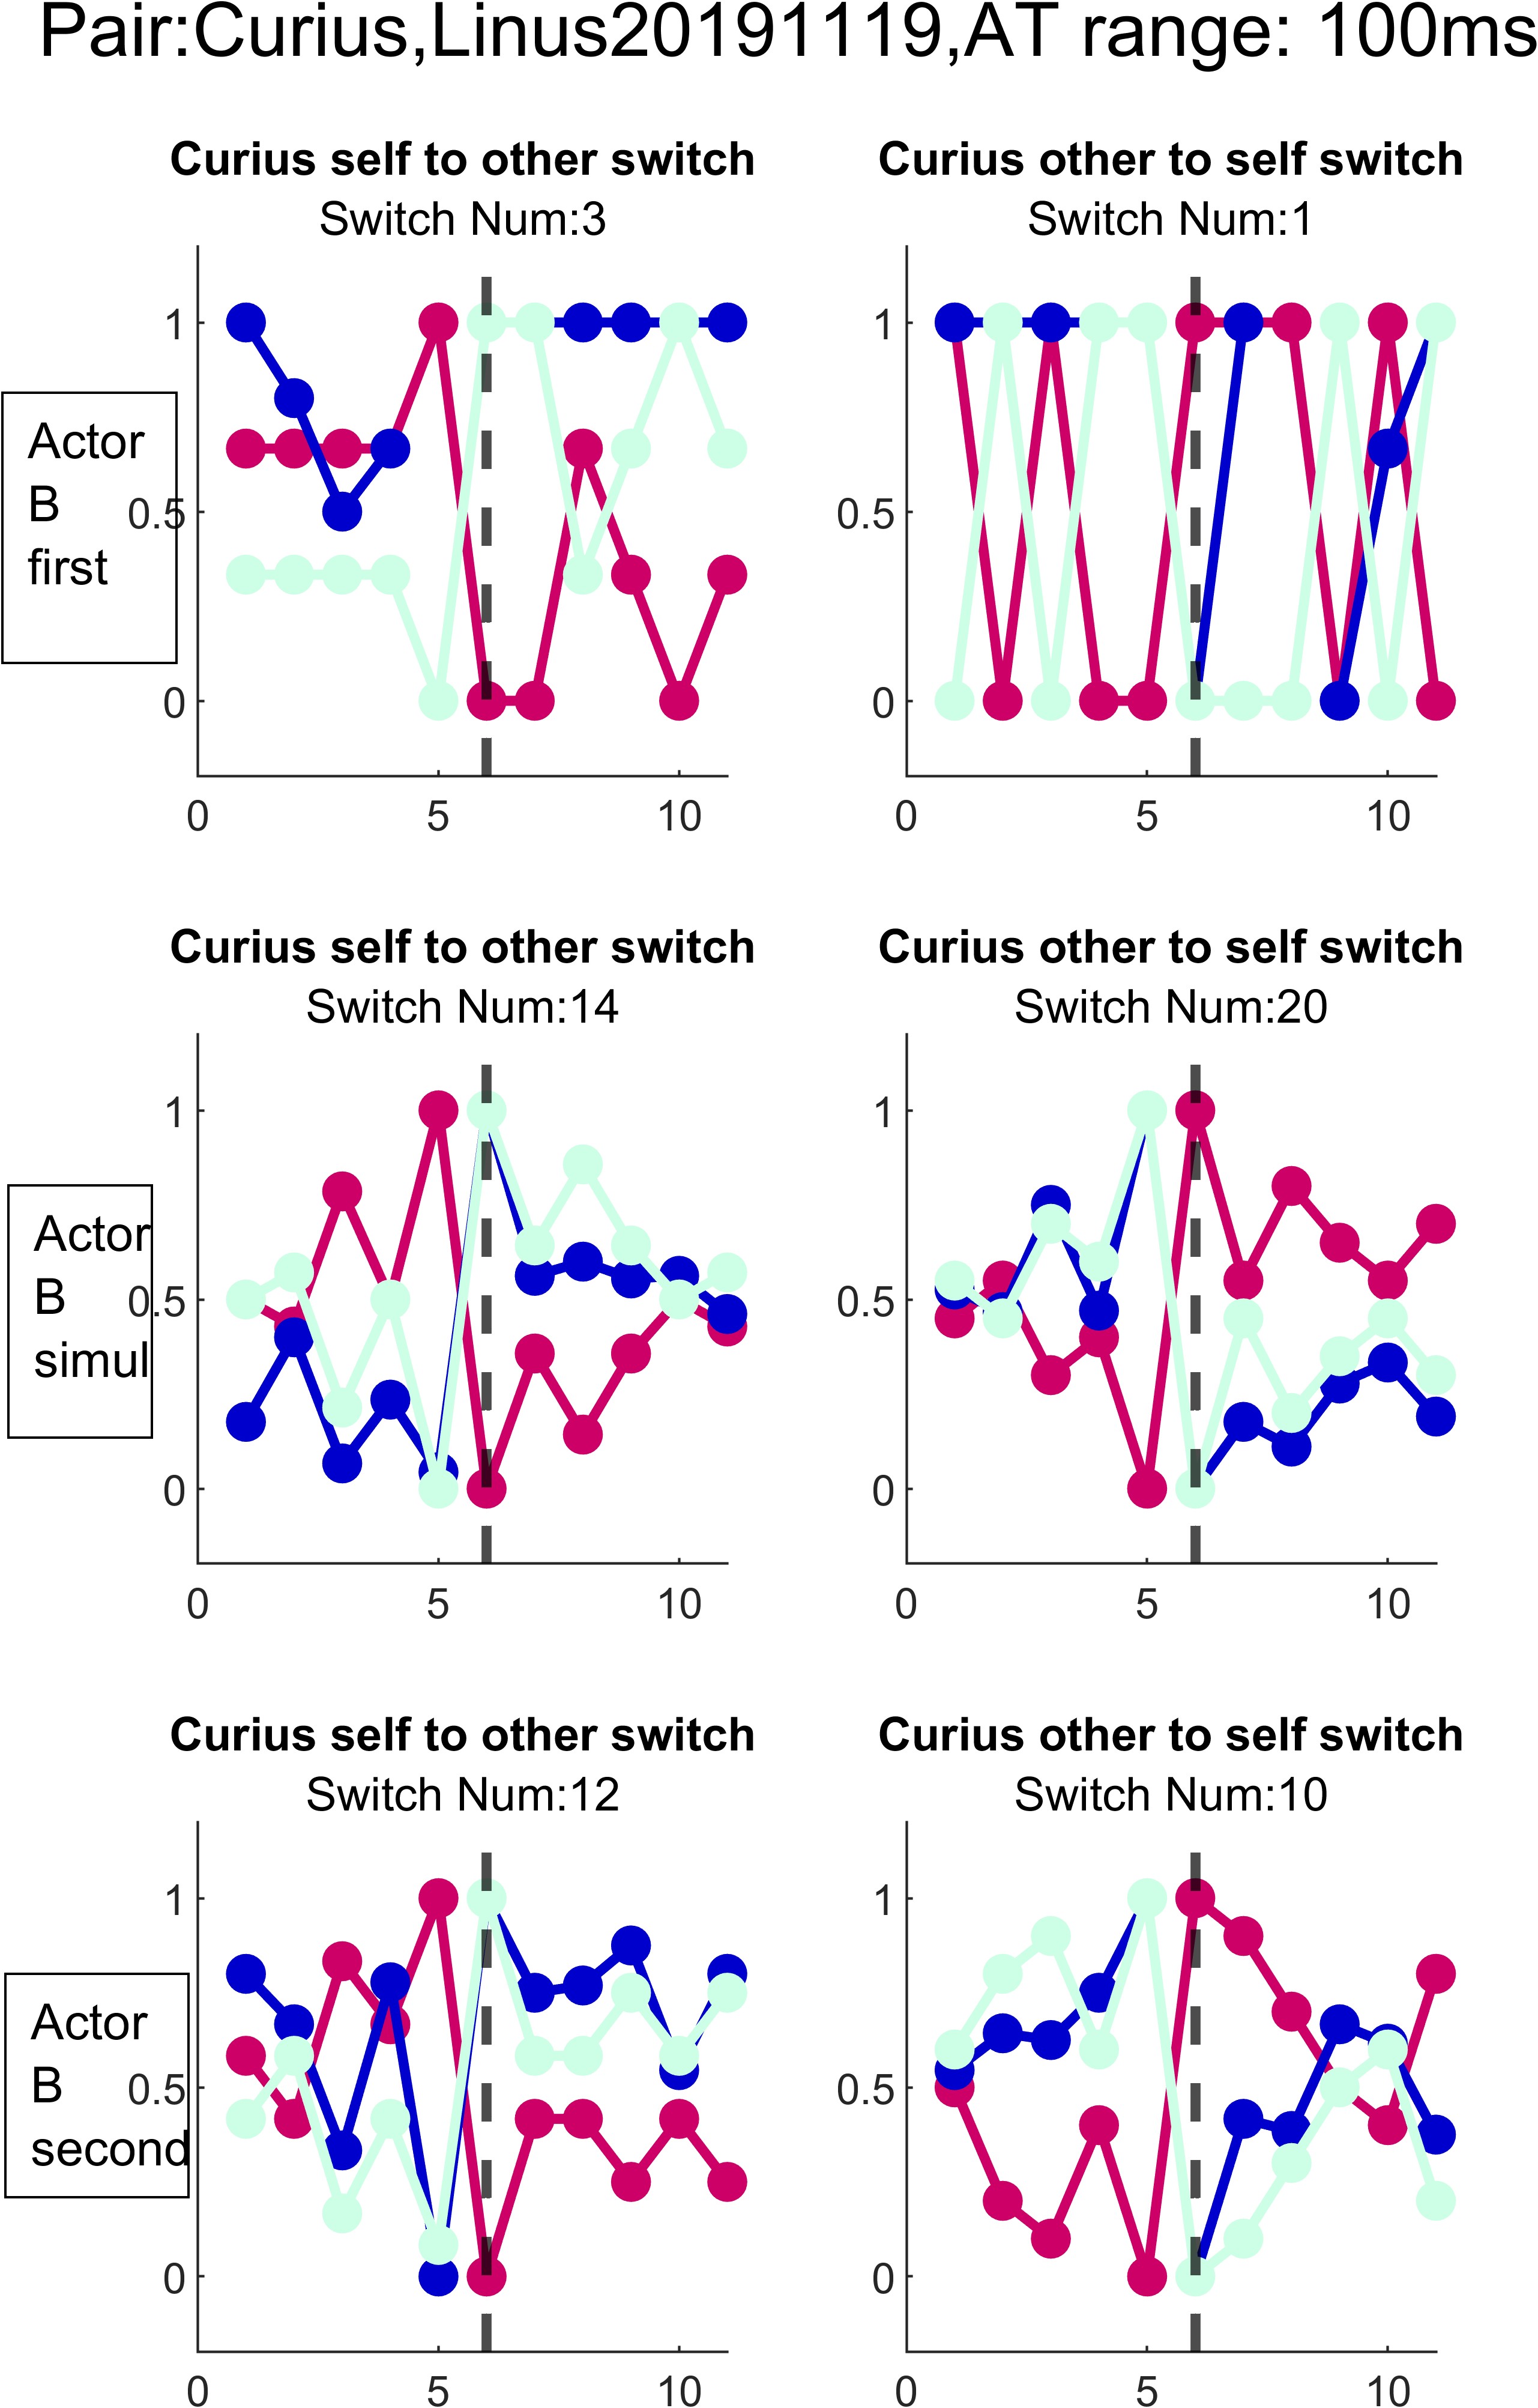 Pair:Curius,Linus20191119,AT range: 100ms
Curius self to other switch
Switch Num:3
Curius other to self switch
Switch Num:1
Actor
B
first
1
0.5
0
0
5
10
1
0.5
0
0
5
10
Curius self to other switch
Switch Num:14
Curius other to self switch
Switch Num:20
Actor
B
simul
1
0.5
0
0
5
10
1
0.5
0
0
5
10
Curius self to other switch
Switch Num:12
Curius other to self switch
Switch Num:10
Actor
B
second
1
0.5
0
0
5
10
1
0.5
0
0
5
10